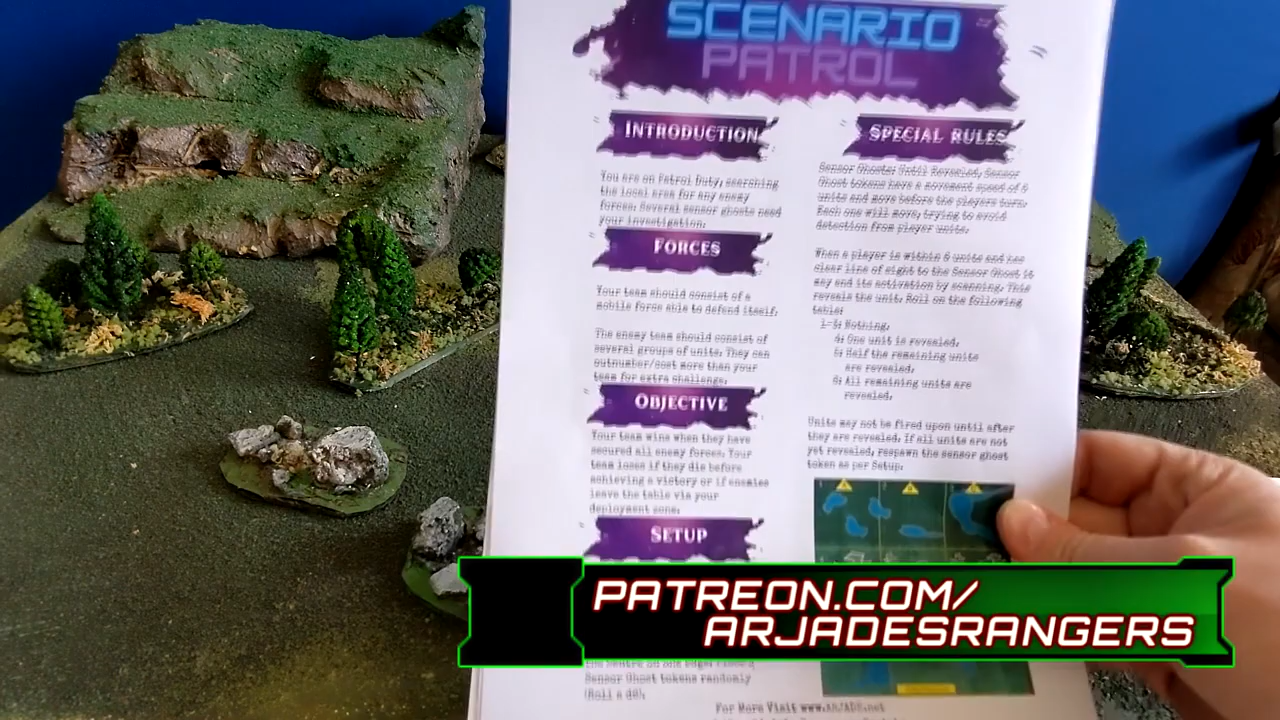 SCENARIO
PATROL
INTRODUCTION
You are on Patrol Duty, searching
the local area for any enemy
forces. Several sensor ghosts need
your investigation.
FORCES
Your team should consist of a
mobile force able to defend itself.
The enemy team should consist of
several groups of units. They can
outnumber/cost more than your
team for extra challenge.
OBJECTIVE
Your team wins when they have
secured all enemy forces. Your
team loses if they die before
achieving a victory or if enemies
leave the table via your
deployment zone.
SETUP
Sensor Ghost tokens randomly
(Roll a d6).
SPECIAL RULES
Sensor Ghosts: Until Revealed, Sensor
Ghost tokens have a movement speed of 6
units and move before the players turn.
Each one will move, trying to avoid
detection from player units.
When a player is within 6 units and has
clear line of sight to the Sensor Ghost it
may end its activation by scanning. This
reveals the unit. Roll on the following
table:
1-3: Nothing.
4: One unit is revealed.
5: Half the remaining units
are revealed.
6: All remaining units are
revealed.
Units may not be fired upon until after
they are revealed. If all units are not
yet revealed, respawn the sensor ghost
token as per Setup.
For More Visit
PATREON.COM/
ARJADESRANGERS